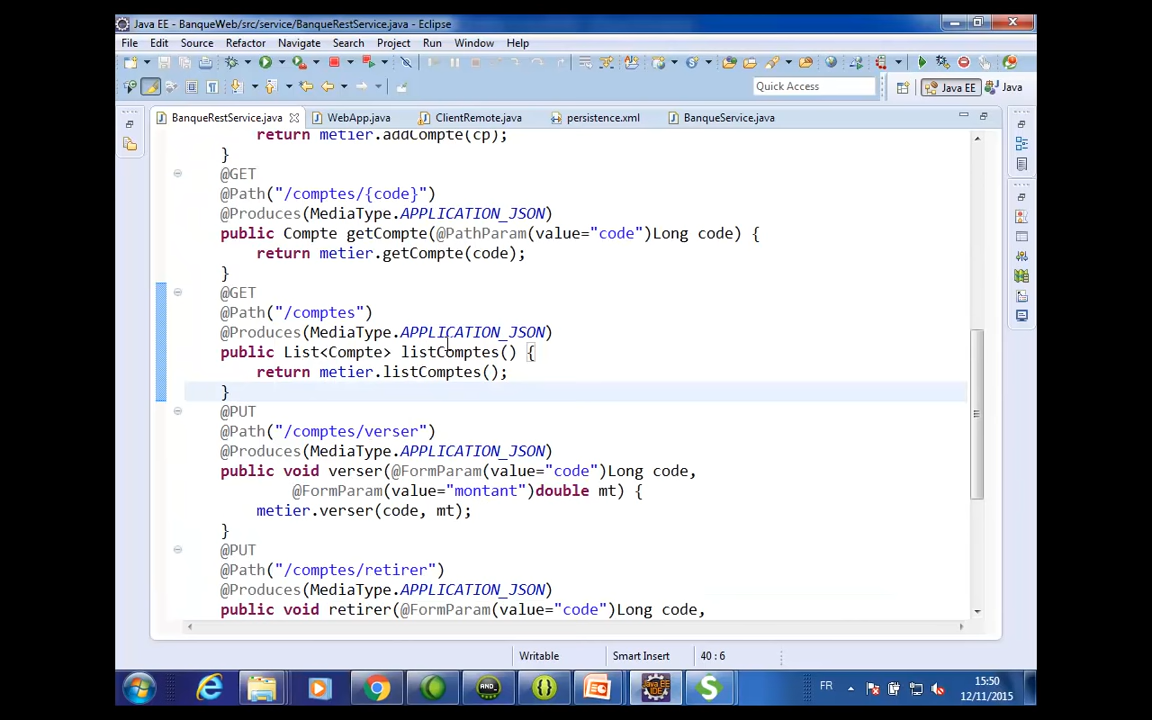 Java EE - BanqueWeb/src/service/BanqueRestService.java - Eclipse
File Edit Source Refactor Navigate Search Project Run Window Help
Quick Access
Java EE
Java
BanqueRestService.java
WebApp.java
ClientRemote.java
persistence.xml
BanqueService.java
return metier.addCompte(cp);
}
@GET
@Path("/comptes/{code}")
@Produces(MediaType.APPLICATION_JSON)
public Compte getCompte(@PathParam(value="code")Long code) {
return metier.getCompte(code);
}
@GET
@Path("/comptes")
@Produces(MediaType.APPLICATION_JSON)
public List<Compte> listComptes() {
return metier.listComptes();
}
@PUT
@Path("/comptes/verser")
@Produces(MediaType.APPLICATION_JSON)
public void verser(@FormParam(value="code")Long code,
@FormParam(value="montant")double mt) {
metier.verser(code, mt);
}
@PUT
@Path("/comptes/retirer")
@Produces(MediaType.APPLICATION_JSON)
public void retirer(@FormParam(value="code")Long code,
Writable
Smart Insert
40 : 6
AND_
Java EE
IDE
FR
15:50
12/11/2015